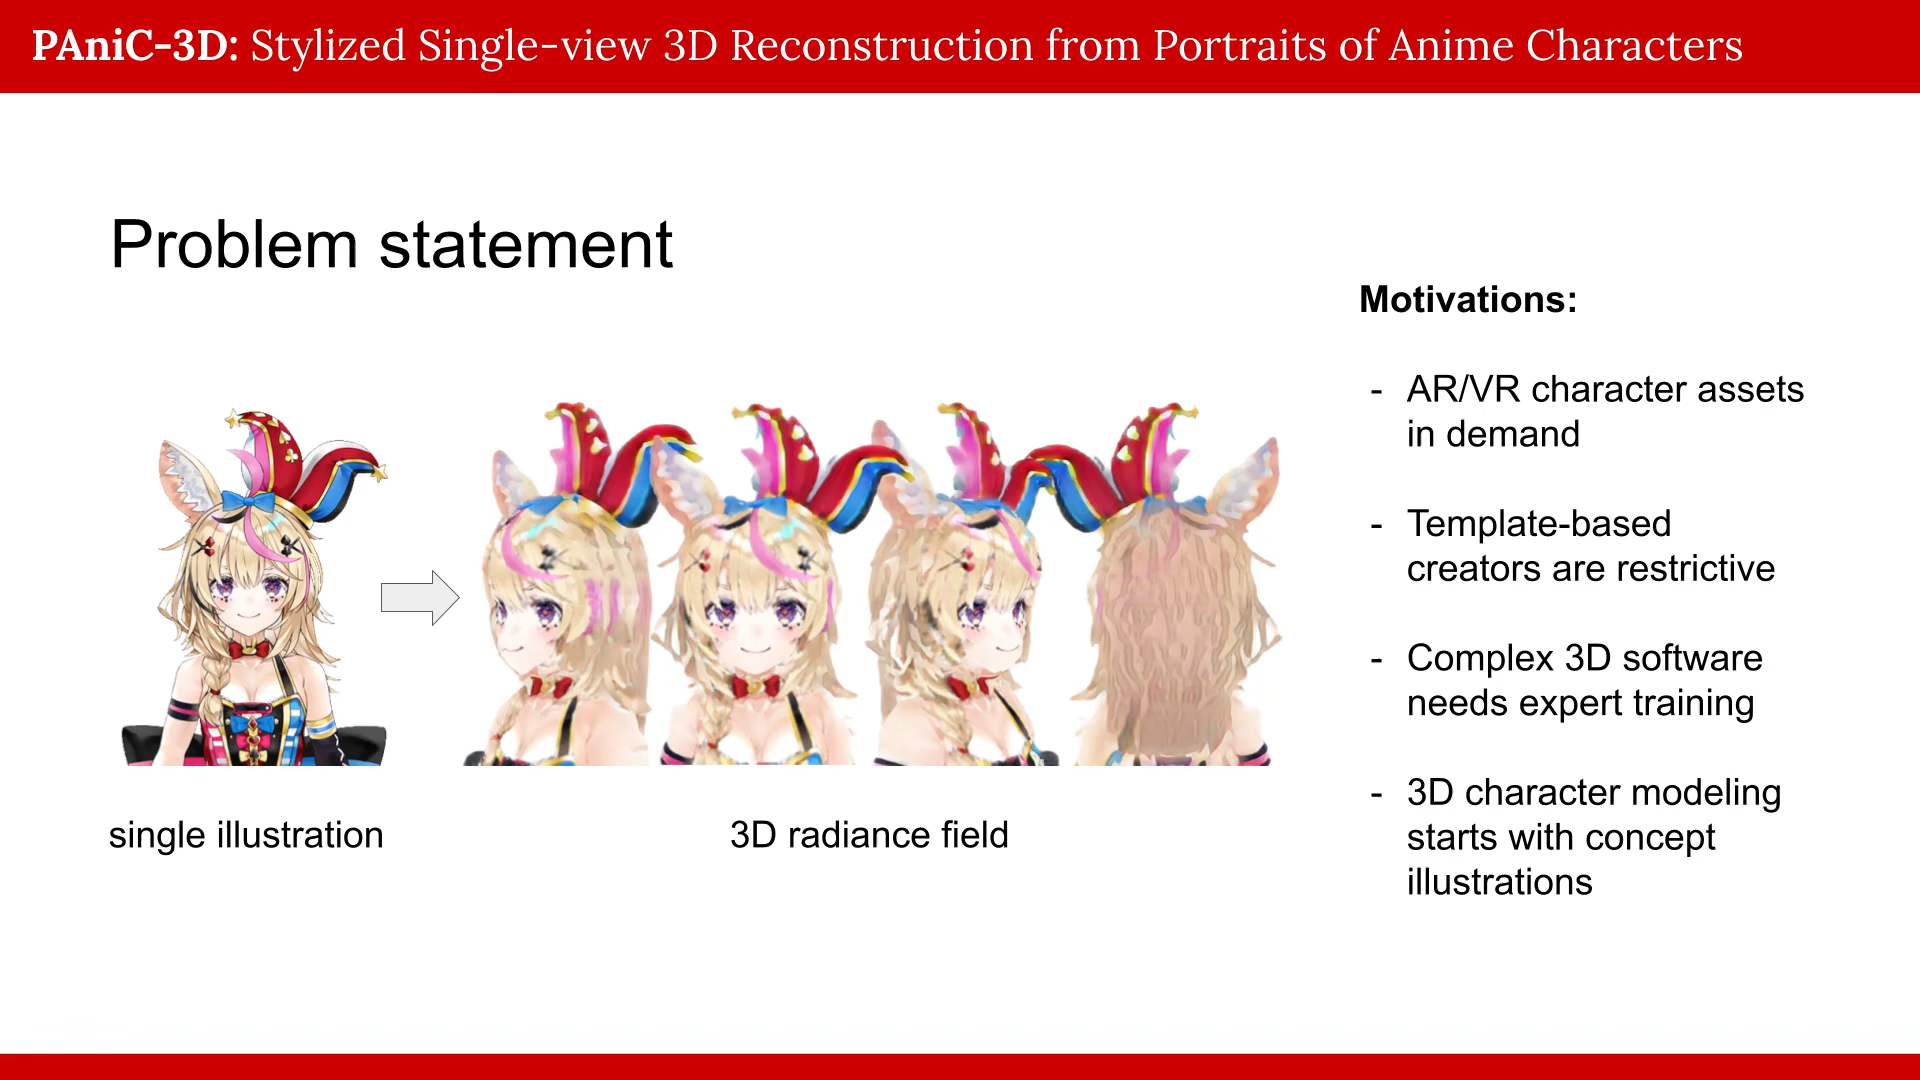 PAniC-3D: Stylized Single-view 3D Reconstruction from Portraits of Anime Characters
Problem statement
single illustration
3D radiance field
Motivations:
- AR/VR character assets
in demand
- Template-based
creators are restrictive
- Complex 3D software
needs expert training
- 3D character modeling
starts with concept
illustrations